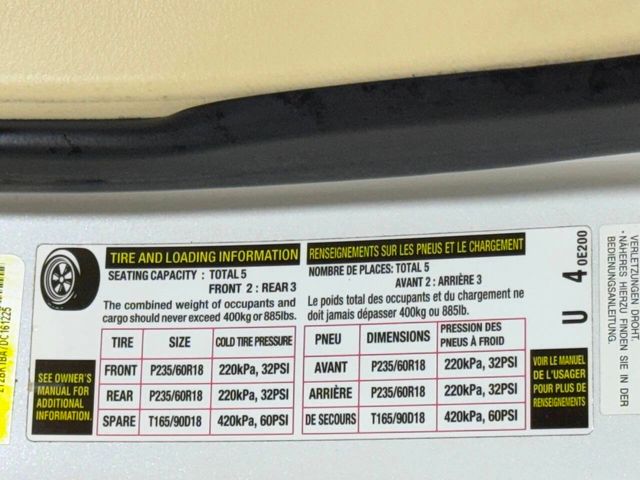 TIRE AND LOADING INFORMATION
SEATING CAPACITY : TOTAL 5
FRONT 2 : REAR 3
The combined weight of occupants and
cargo should never exceed 400kg or 885lbs.
TIRE SIZE COLD TIRE PRESSURE
FRONT P235/60R18 220kPa, 32PSI
REAR P235/60R18 220kPa, 32PSI
SPARE T165/90D18 420kPa, 60PSI
SEE OWNER'S
MANUAL FOR
ADDITIONAL
INFORMATION.
RENSEIGNEMENTS SUR LES PNEUS ET LE CHARGEMENT
NOMBRE DE PLACES: TOTAL 5
AVANT 2 : ARRIÈRE 3
Le poids total des occupants et du chargement ne
doit jamais dépasser 400kg ou 885lb.
PNEU DIMENSIONS PRESSION DES
PNEUS À FROID
AVANT P235/60R18 220kPa, 32PSI
ARRIÈRE P235/60R18 220kPa, 32PSI
DE SECOURS T165/90D18 420kPa, 60PSI
VOIR LE MANUEL
DE L'USAGER
POUR PLUS DE
RENSEIGNEMENTS
U 4 0E200
VERLETZUNGEN DROHT.
• NÄHERES HIERZU FINDEN SIE IN DER
BEDIENUNGSANLEITUNG.